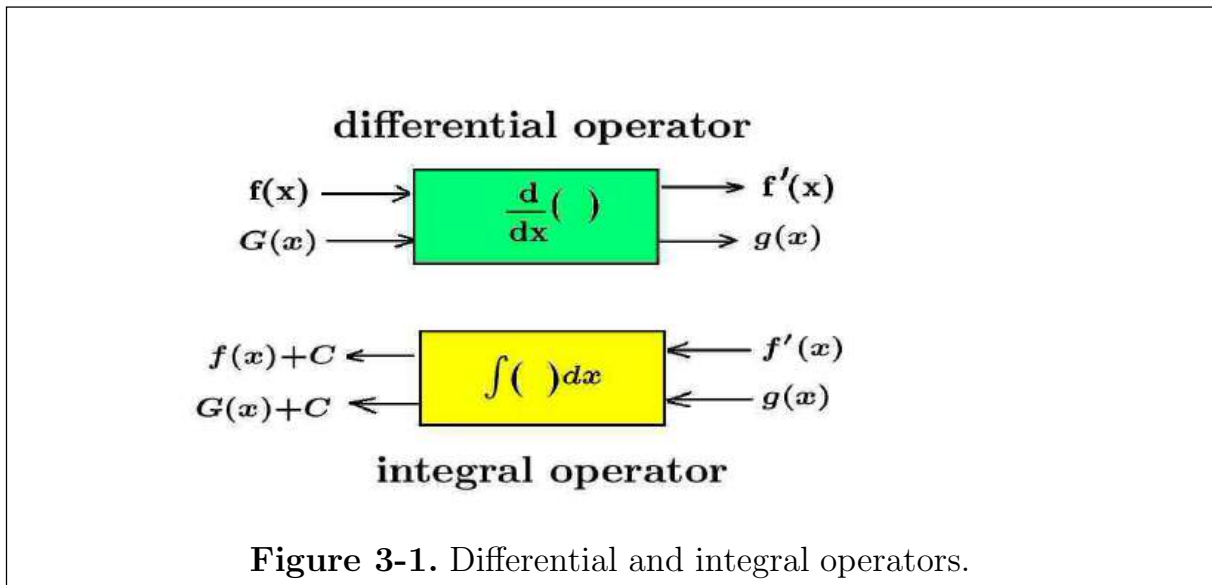 differential operator
f(x) d/dx( ) f'(x)
G(x) g(x)
f(x)+C ∫( )dx f'(x)
G(x)+C g(x)
integral operator
Figure 3-1. Differential and integral operators.